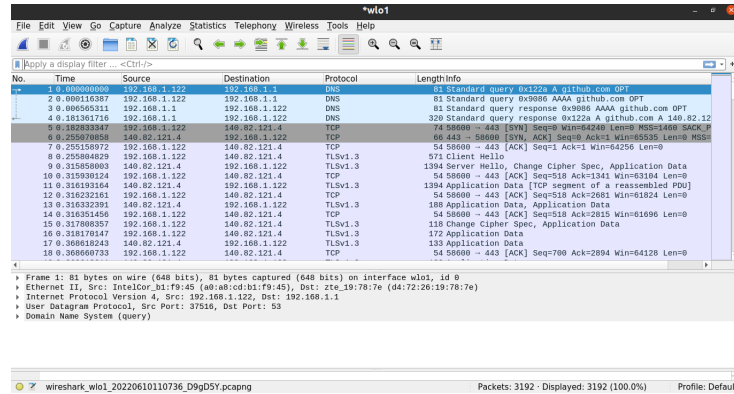 *wlo1
File Edit View Go Capture Analyze Statistics Telephony Wireless Tools Help
Apply a display filter ... <Ctrl-/>
No. Time Source Destination Protocol Length Info
1 0.000000000 192.168.1.122 192.168.1.1 DNS 81 Standard query 0x122a A github.com OPT
2 0.000116387 192.168.1.122 192.168.1.1 DNS 81 Standard query 0x9086 AAAA github.com OPT
3 0.006565311 192.168.1.1 192.168.1.122 DNS 81 Standard query response 0x9086 AAAA github.com OPT
4 0.181361716 192.168.1.1 192.168.1.122 DNS 320 Standard query response 0x122a A github.com A 140.82.12
5 0.182833347 192.168.1.122 140.82.121.4 TCP 74 58600 → 443 [SYN] Seq=0 Win=64240 Len=0 MSS=1460 SACK_P
6 0.255070858 140.82.121.4 192.168.1.122 TCP 66 443 → 58600 [SYN, ACK] Seq=0 Ack=1 Win=65535 Len=0 MSS=
7 0.255158972 192.168.1.122 140.82.121.4 TCP 54 58600 → 443 [ACK] Seq=1 Ack=1 Win=64256 Len=0
8 0.255804829 192.168.1.122 140.82.121.4 TLSv1.3 571 Client Hello
9 0.315858003 140.82.121.4 192.168.1.122 TLSv1.3 1394 Server Hello, Change Cipher Spec, Application Data
10 0.315930124 192.168.1.122 140.82.121.4 TCP 54 58600 → 443 [ACK] Seq=518 Ack=1341 Win=63104 Len=0
11 0.316193164 140.82.121.4 192.168.1.122 TLSv1.3 1394 Application Data [TCP segment of a reassembled PDU]
12 0.316232161 192.168.1.122 140.82.121.4 TCP 54 58600 → 443 [ACK] Seq=518 Ack=2681 Win=61824 Len=0
13 0.316332391 140.82.121.4 192.168.1.122 TLSv1.3 188 Application Data, Application Data
14 0.316351456 192.168.1.122 140.82.121.4 TCP 54 58600 → 443 [ACK] Seq=518 Ack=2815 Win=61696 Len=0
15 0.317808357 192.168.1.122 140.82.121.4 TLSv1.3 118 Change Cipher Spec, Application Data
16 0.318170147 192.168.1.122 140.82.121.4 TLSv1.3 172 Application Data
17 0.368618243 140.82.121.4 192.168.1.122 TLSv1.3 133 Application Data
18 0.368660733 192.168.1.122 140.82.121.4 TCP 54 58600 → 443 [ACK] Seq=700 Ack=2894 Win=64128 Len=0
Frame 1: 81 bytes on wire (648 bits), 81 bytes captured (648 bits) on interface wlo1, id 0
Ethernet II, Src: IntelCor_b1:f9:45 (a0:a8:cd:b1:f9:45), Dst: zte_19:78:7e (d4:72:26:19:78:7e)
Internet Protocol Version 4, Src: 192.168.1.122, Dst: 192.168.1.1
User Datagram Protocol, Src Port: 37516, Dst Port: 53
Domain Name System (query)
wireshark_wlo1_20220610110736_D9gD5Y.pcapng Packets: 3192 · Displayed: 3192 (100.0%) Profile: Defaul